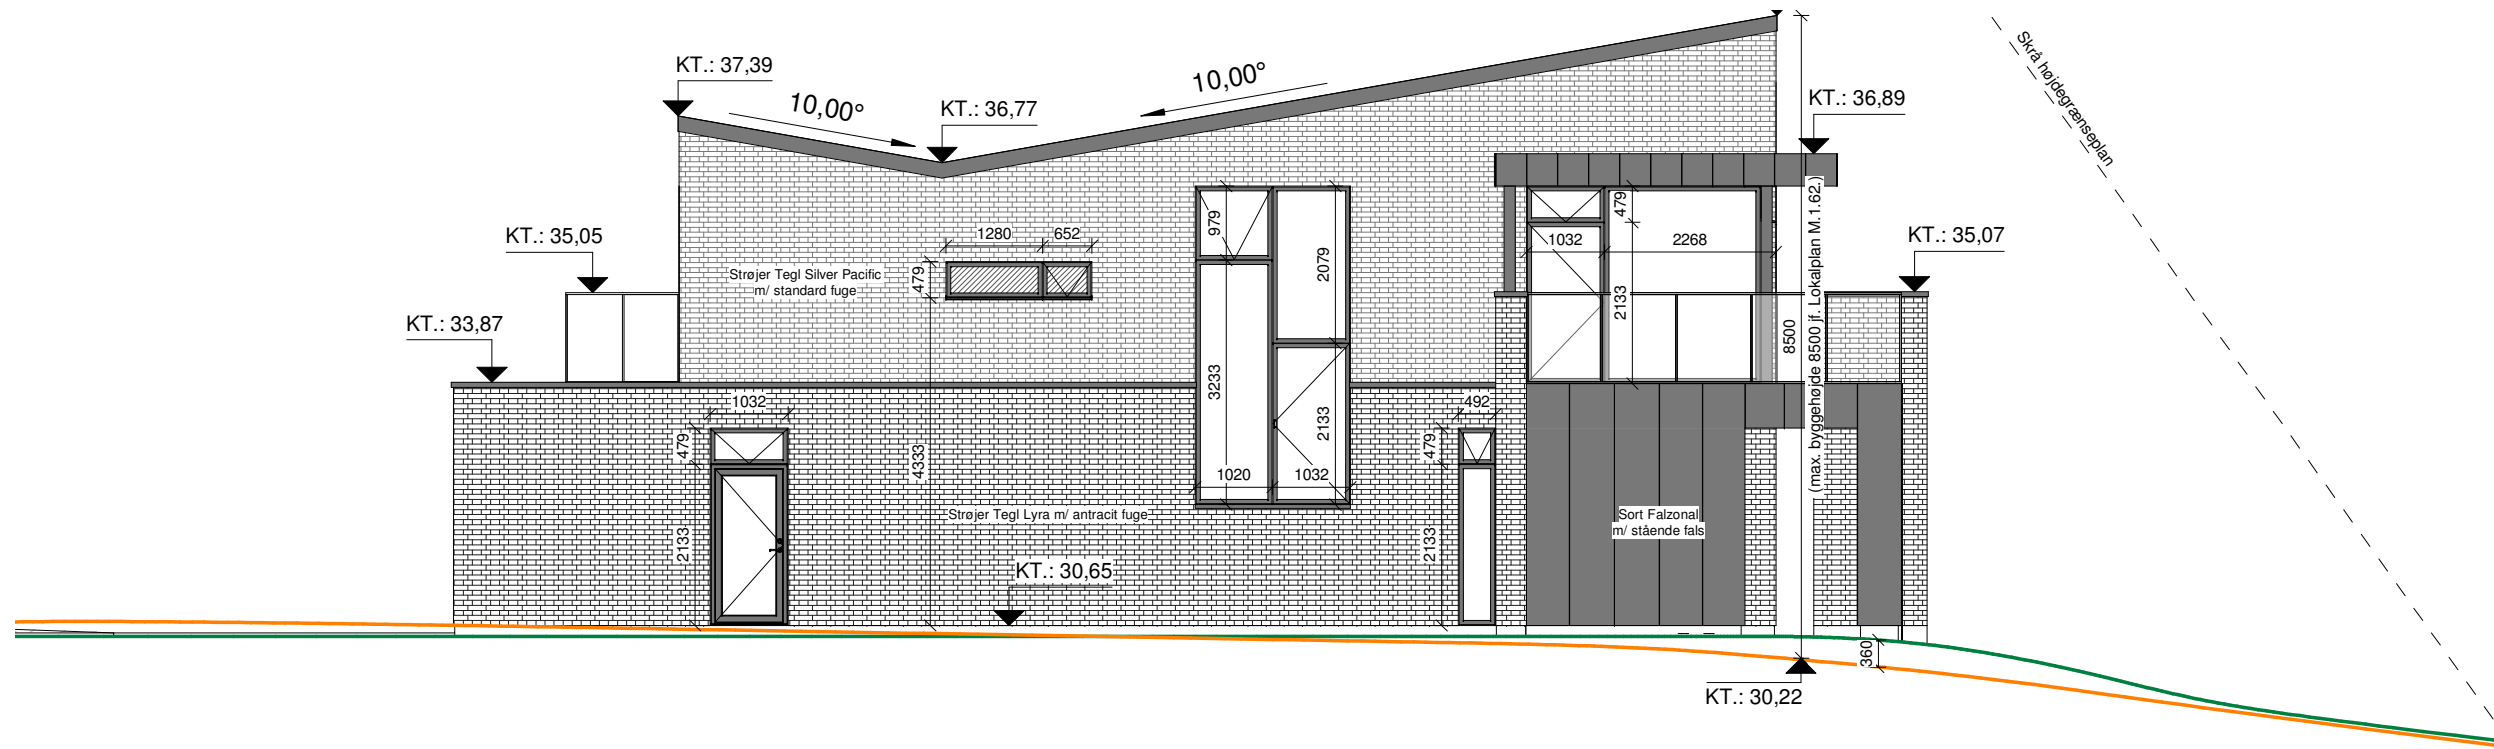 KT.: 37,39
10,00°
KT.: 36,77
10,00°
KT.: 36,89
Skrå højdegrænseplan
KT.: 35,05
KT.: 35,07
KT.: 33,87
Strøjer Tegl Silver Pacific
m/ standard fuge
1280
652
479
4333
979
2079
3233
2133
1020
1032
479
1032
2268
2133
8500
(max. byggehøjde 8500 jf. Lokalplan M.1.62.)
1032
479
2133
492
479
2133
Strøjer Tegl Lyra m/ antracit fuge
Sort Falzonal
m/ stående fals
KT.: 30,65
360
KT.: 30,22